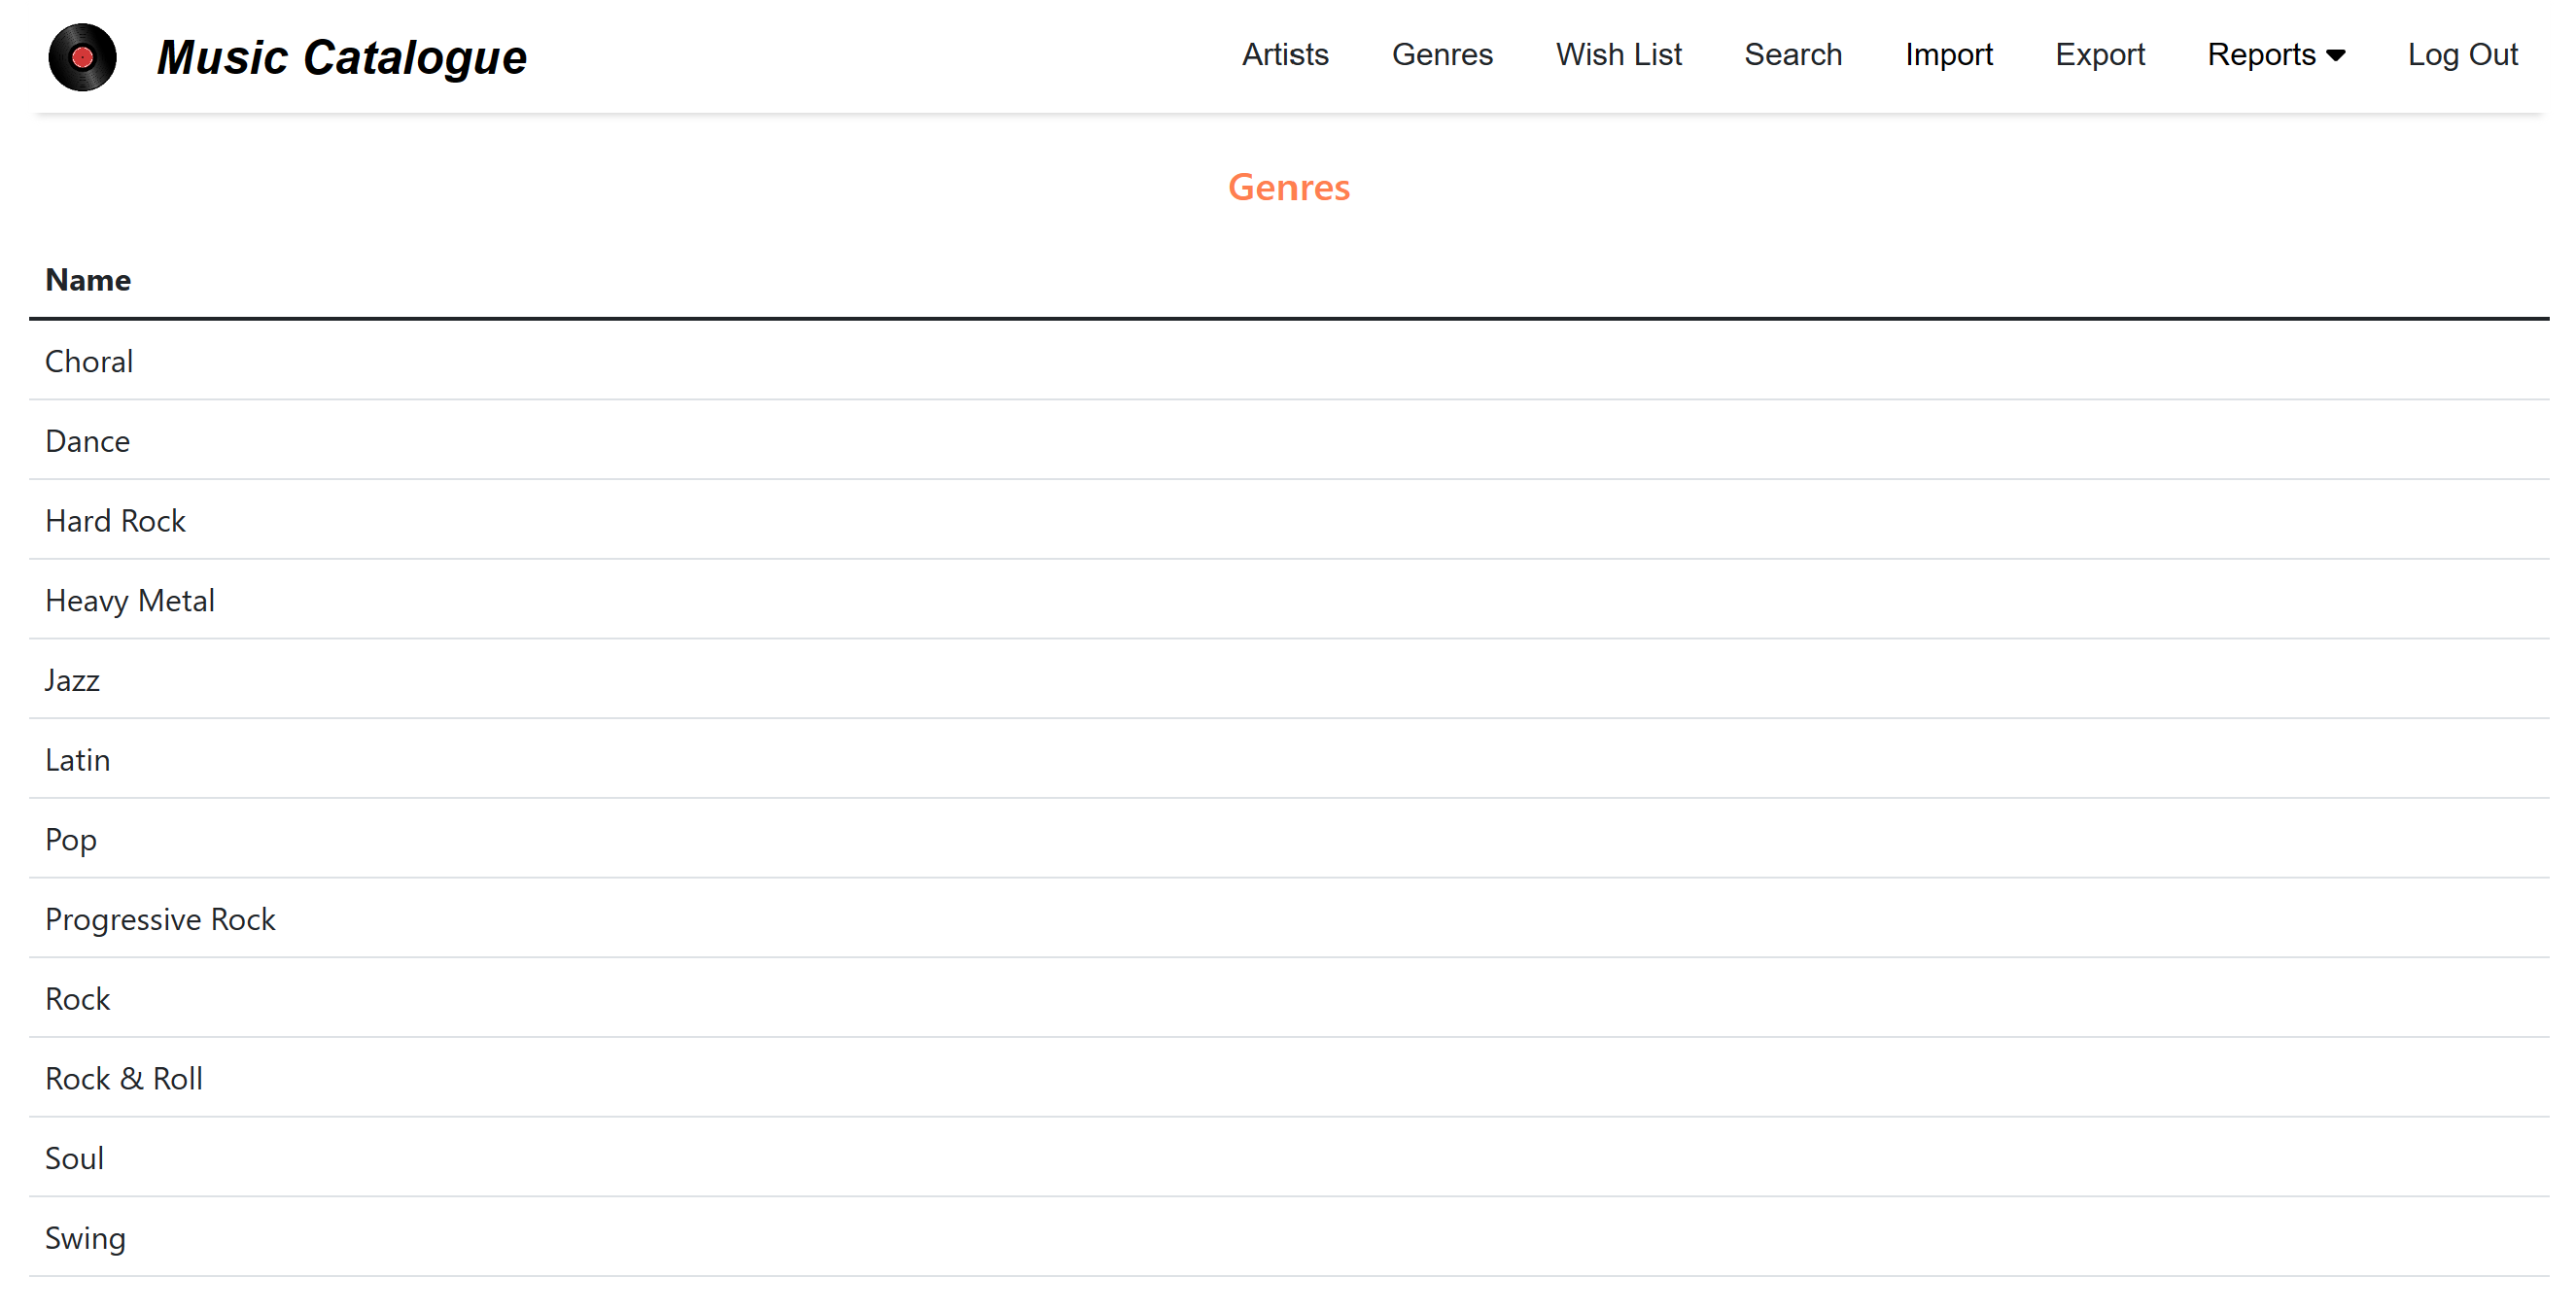 Music Catalogue
Artists Genres Wish List Search Import Export Reports Log Out
Genres
Name
Choral
Dance
Hard Rock
Heavy Metal
Jazz
Latin
Pop
Progressive Rock
Rock
Rock & Roll
Soul
Swing